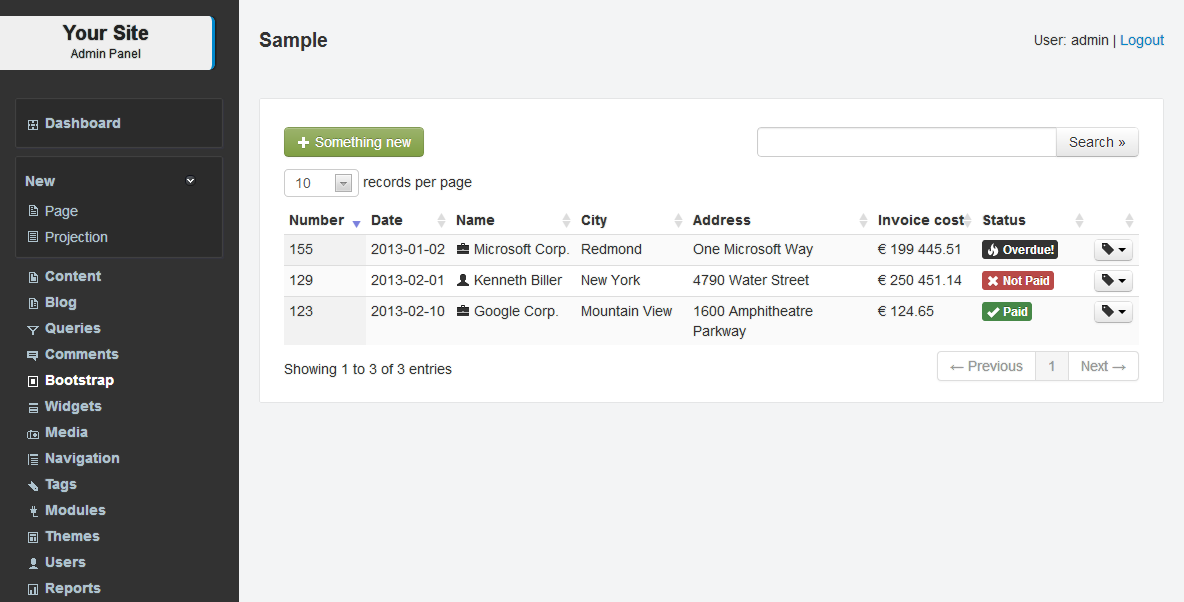 Your Site
Admin Panel
Dashboard
New
Page
Projection
Content
Blog
Queries
Comments
Bootstrap
Widgets
Media
Navigation
Tags
Modules
Themes
Users
Reports
Sample
User: admin | Logout
Something new
Search »
10 records per page
Number Date Name City Address Invoice cost Status
155 2013-01-02 Microsoft Corp. Redmond One Microsoft Way € 199 445.51 Overdue!
129 2013-02-01 Kenneth Biller New York 4790 Water Street € 250 451.14 Not Paid
123 2013-02-10 Google Corp. Mountain View 1600 Amphitheatre € 124.65 Paid
Parkway
Showing 1 to 3 of 3 entries
← Previous 1 Next →